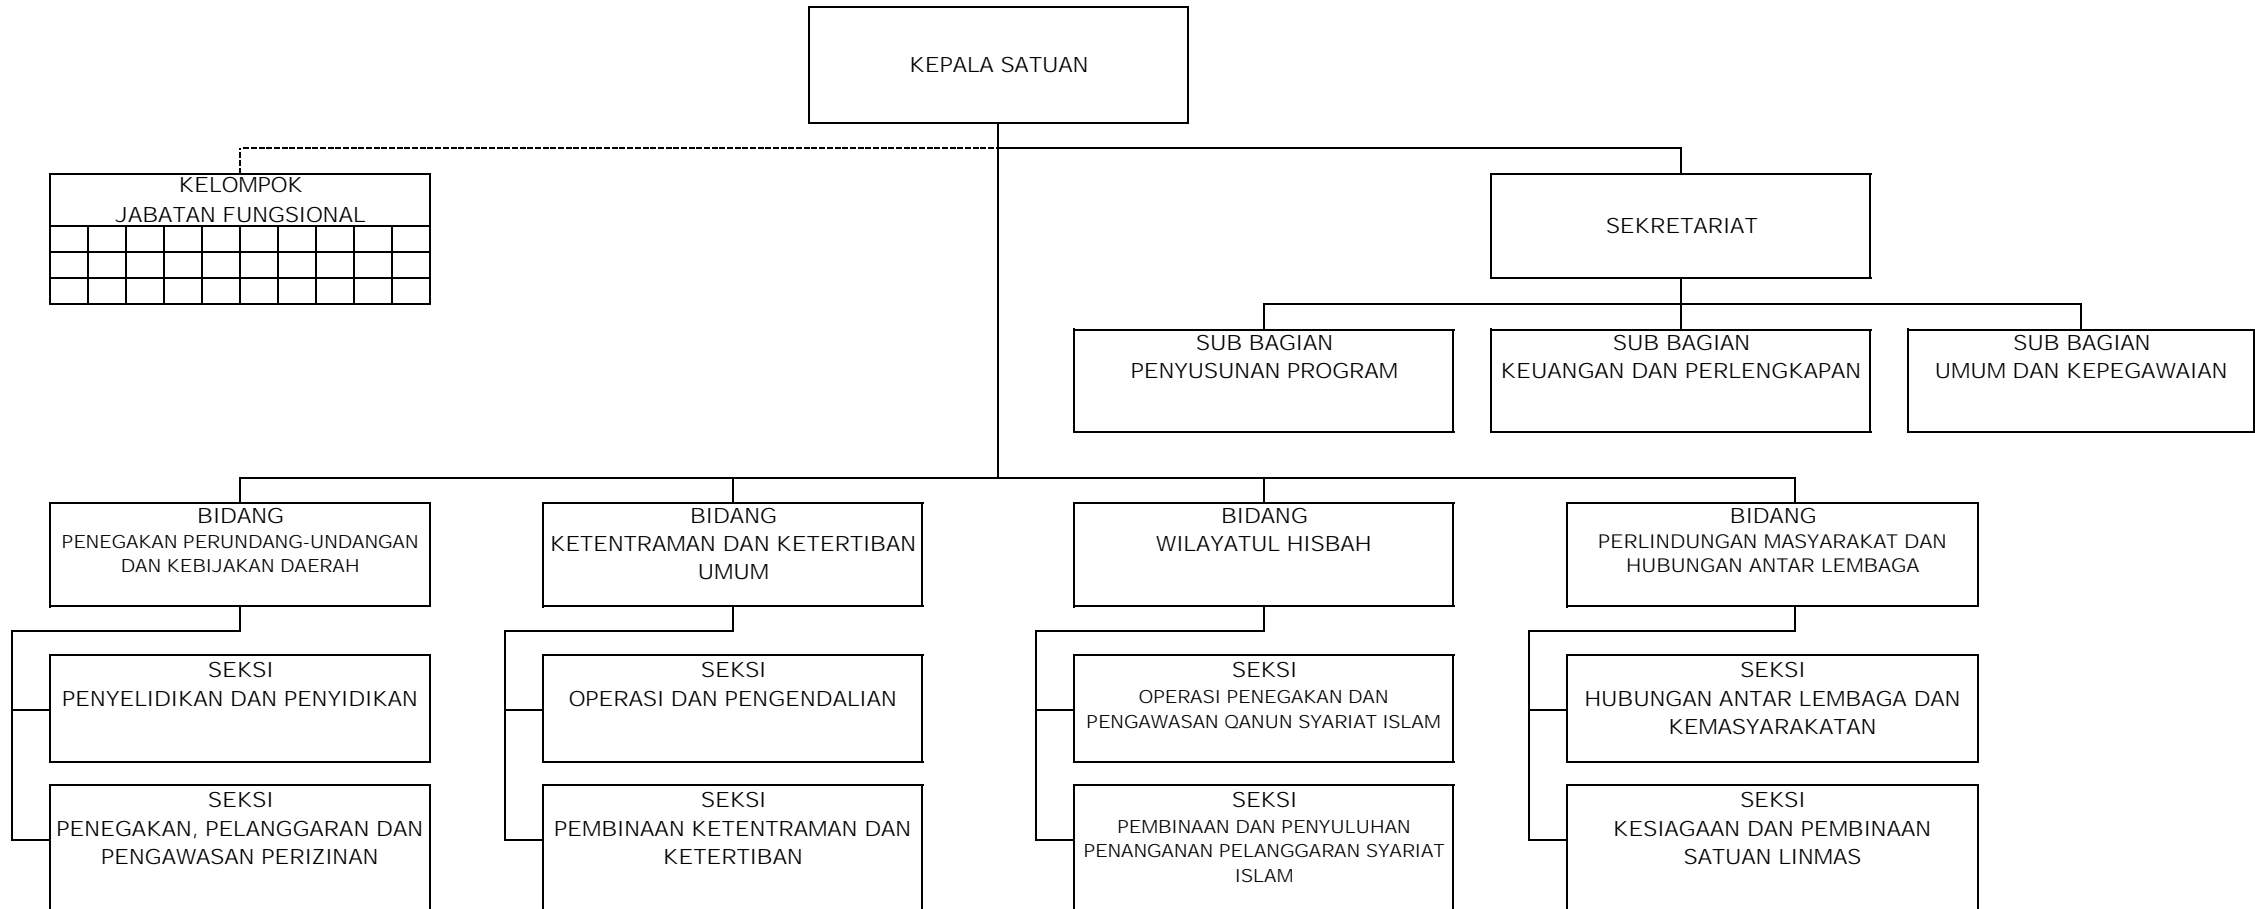 KEPALA SATUAN
KELOMPOK
JABATAN FUNGSIONAL
SEKRETARIAT
SUB BAGIAN
PENYUSUNAN PROGRAM
SUB BAGIAN
KEUANGAN DAN PERLENGKAPAN
SUB BAGIAN
UMUM DAN KEPEGAWAIAN
BIDANG
PENEGAKAN PERUNDANG-UNDANGAN
DAN KEBIJAKAN DAERAH
BIDANG
KETENTRAMAN DAN KETERTIBAN
UMUM
BIDANG
WILAYATUL HISBAH
BIDANG
PERLINDUNGAN MASYARAKAT DAN
HUBUNGAN ANTAR LEMBAGA
SEKSI
PENYELIDIKAN DAN PENYIDIKAN
SEKSI
OPERASI DAN PENGENDALIAN
SEKSI
OPERASI PENEGAKAN DAN
PENGAWASAN QANUN SYARIAT ISLAM
SEKSI
HUBUNGAN ANTAR LEMBAGA DAN
KEMASYARAKATAN
SEKSI
PENEGAKAN, PELANGGARAN DAN
PENGAWASAN PERIZINAN
SEKSI
PEMBINAAN KETENTRAMAN DAN
KETERTIBAN
SEKSI
PEMBINAAN DAN PENYULUHAN
PENANGANAN PELANGGARAN SYARIAT
ISLAM
SEKSI
KESIAGAAN DAN PEMBINAAN
SATUAN LINMAS